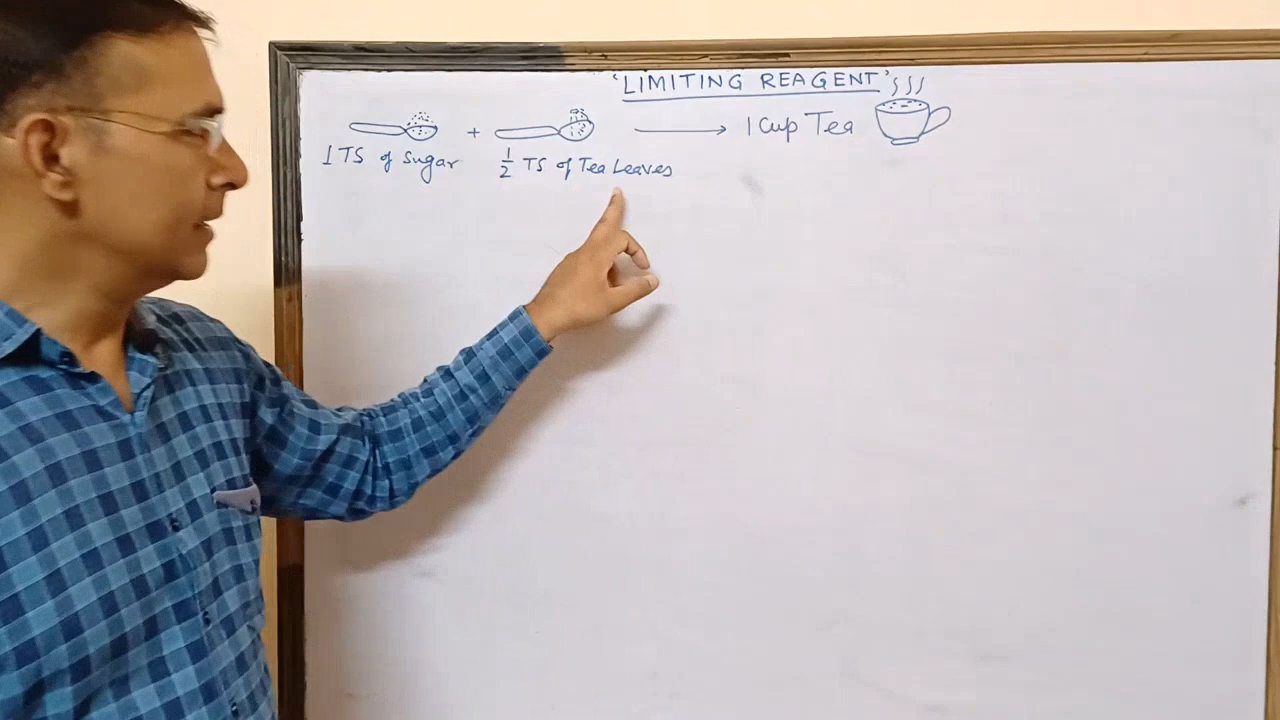 'LIMITING REAGENT'
+ → 1 Cup Tea
1 TS of Sugar 1/2 TS of Tea Leaves